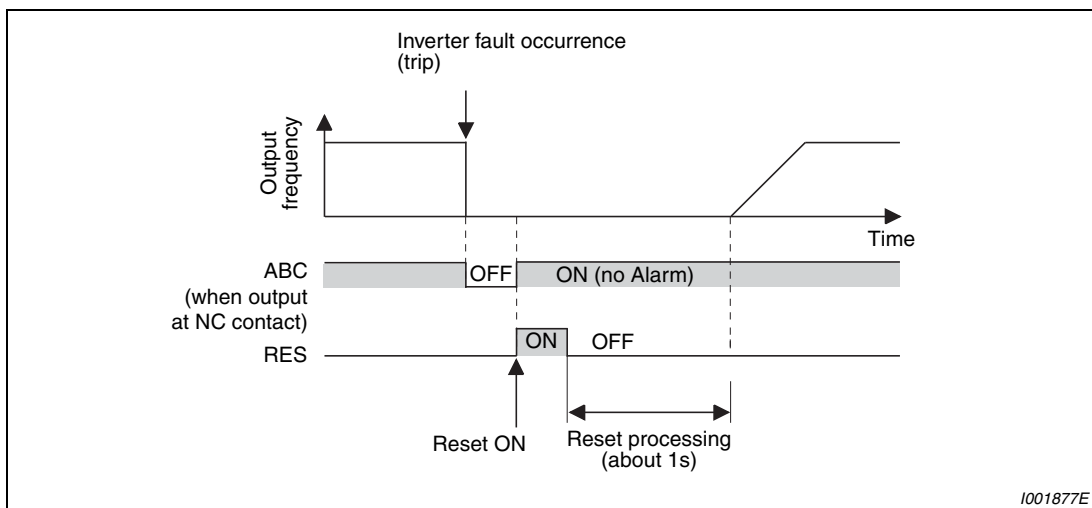 Inverter fault occurrence
(trip)
Output
frequency
Time
ABC
(when output
at NC contact)
OFF
ON (no Alarm)
RES
ON
OFF
Reset ON
Reset processing
(about 1s)
I001877E